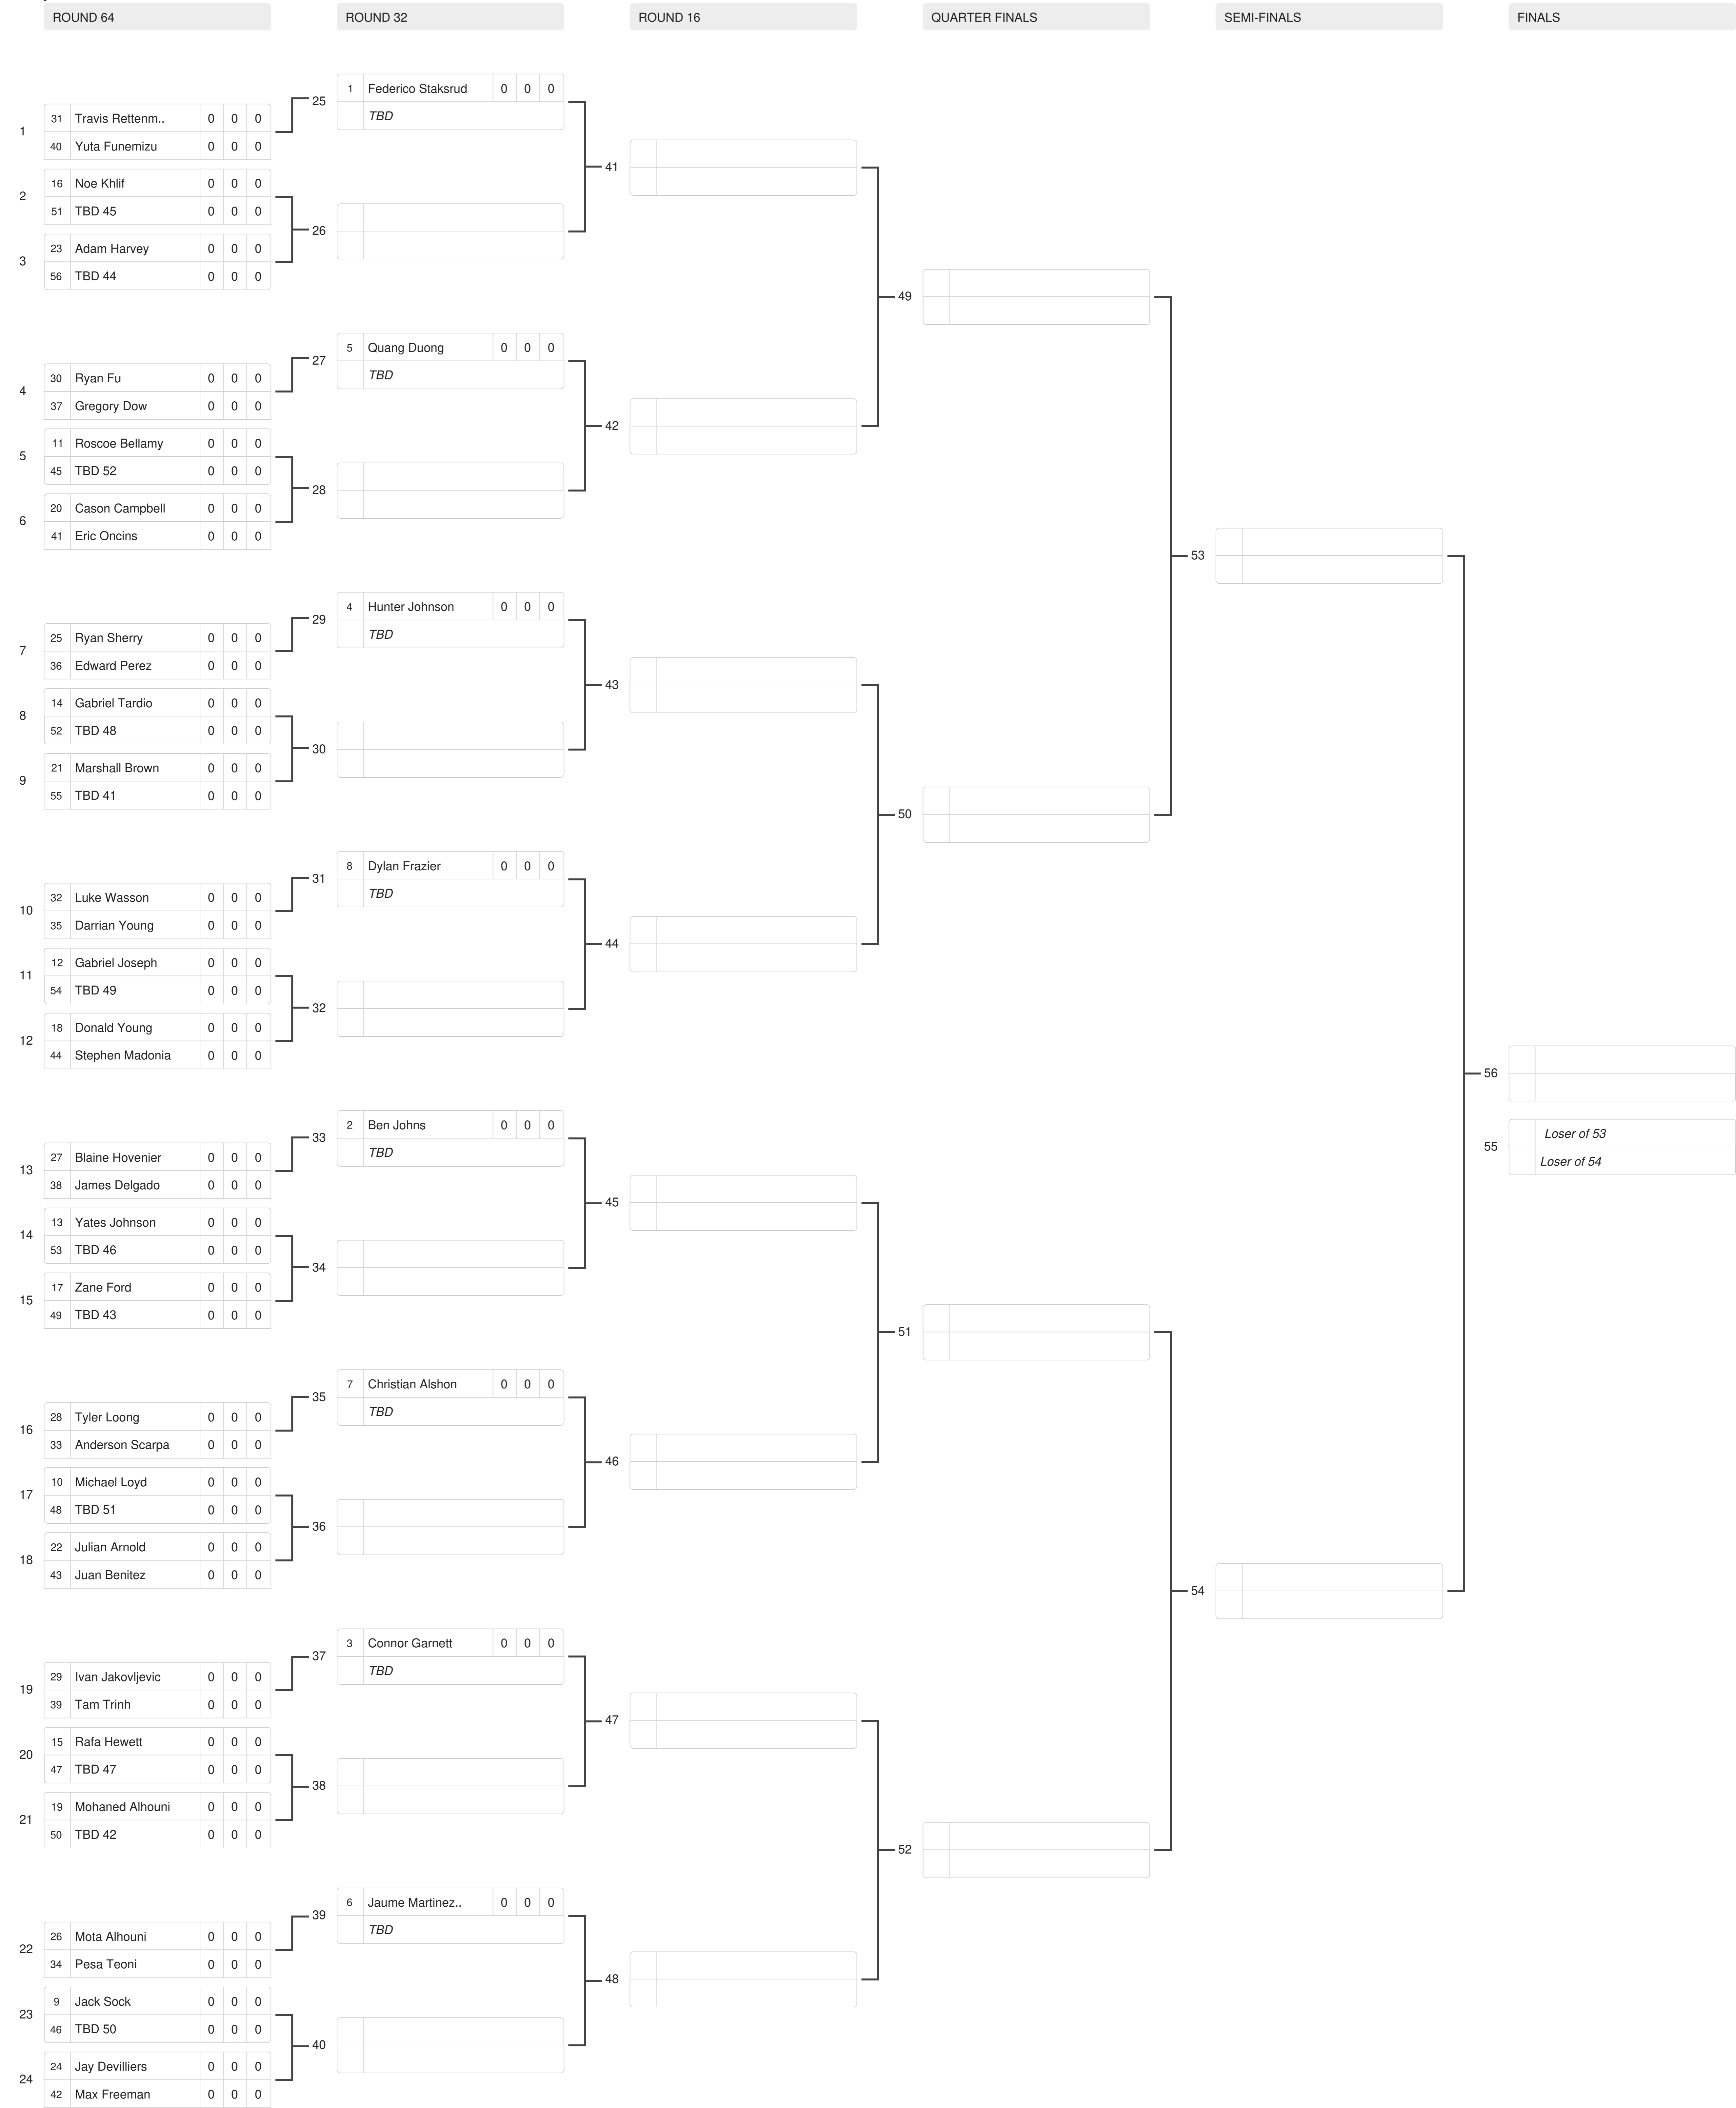 ROUND 64
ROUND 32
ROUND 16
QUARTER FINALS
SEMI-FINALS
FINALS
1
31 Travis Rettenm.. 0 0 0
40 Yuta Funemizu 0 0 0
2
16 Noe Khlif 0 0 0
51 TBD 45 0 0 0
3
23 Adam Harvey 0 0 0
56 TBD 44 0 0 0
4
30 Ryan Fu 0 0 0
37 Gregory Dow 0 0 0
5
11 Roscoe Bellamy 0 0 0
45 TBD 52 0 0 0
6
20 Cason Campbell 0 0 0
41 Eric Oncins 0 0 0
7
25 Ryan Sherry 0 0 0
36 Edward Perez 0 0 0
8
14 Gabriel Tardio 0 0 0
52 TBD 48 0 0 0
9
21 Marshall Brown 0 0 0
55 TBD 41 0 0 0
10
32 Luke Wasson 0 0 0
35 Darrian Young 0 0 0
11
12 Gabriel Joseph 0 0 0
54 TBD 49 0 0 0
12
18 Donald Young 0 0 0
44 Stephen Madonia 0 0 0
13
27 Blaine Hovenier 0 0 0
38 James Delgado 0 0 0
14
13 Yates Johnson 0 0 0
53 TBD 46 0 0 0
15
17 Zane Ford 0 0 0
49 TBD 43 0 0 0
16
28 Tyler Loong 0 0 0
33 Anderson Scarpa 0 0 0
17
10 Michael Loyd 0 0 0
48 TBD 51 0 0 0
18
22 Julian Arnold 0 0 0
43 Juan Benitez 0 0 0
19
29 Ivan Jakovljevic 0 0 0
39 Tam Trinh 0 0 0
20
15 Rafa Hewett 0 0 0
47 TBD 47 0 0 0
21
19 Mohaned Alhouni 0 0 0
50 TBD 42 0 0 0
22
26 Mota Alhouni 0 0 0
34 Pesa Teoni 0 0 0
23
9 Jack Sock 0 0 0
46 TBD 50 0 0 0
24
24 Jay Devilliers 0 0 0
42 Max Freeman 0 0 0
25
1 Federico Staksrud 0 0 0
TBD
26
27
5 Quang Duong 0 0 0
TBD
28
29
4 Hunter Johnson 0 0 0
TBD
30
31
8 Dylan Frazier 0 0 0
TBD
32
33
2 Ben Johns 0 0 0
TBD
34
35
7 Christian Alshon 0 0 0
TBD
36
37
3 Connor Garnett 0 0 0
TBD
38
39
6 Jaume Martinez.. 0 0 0
TBD
40
41
42
43
44
45
46
47
48
49
50
51
52
53
54
56
55
Loser of 53
Loser of 54